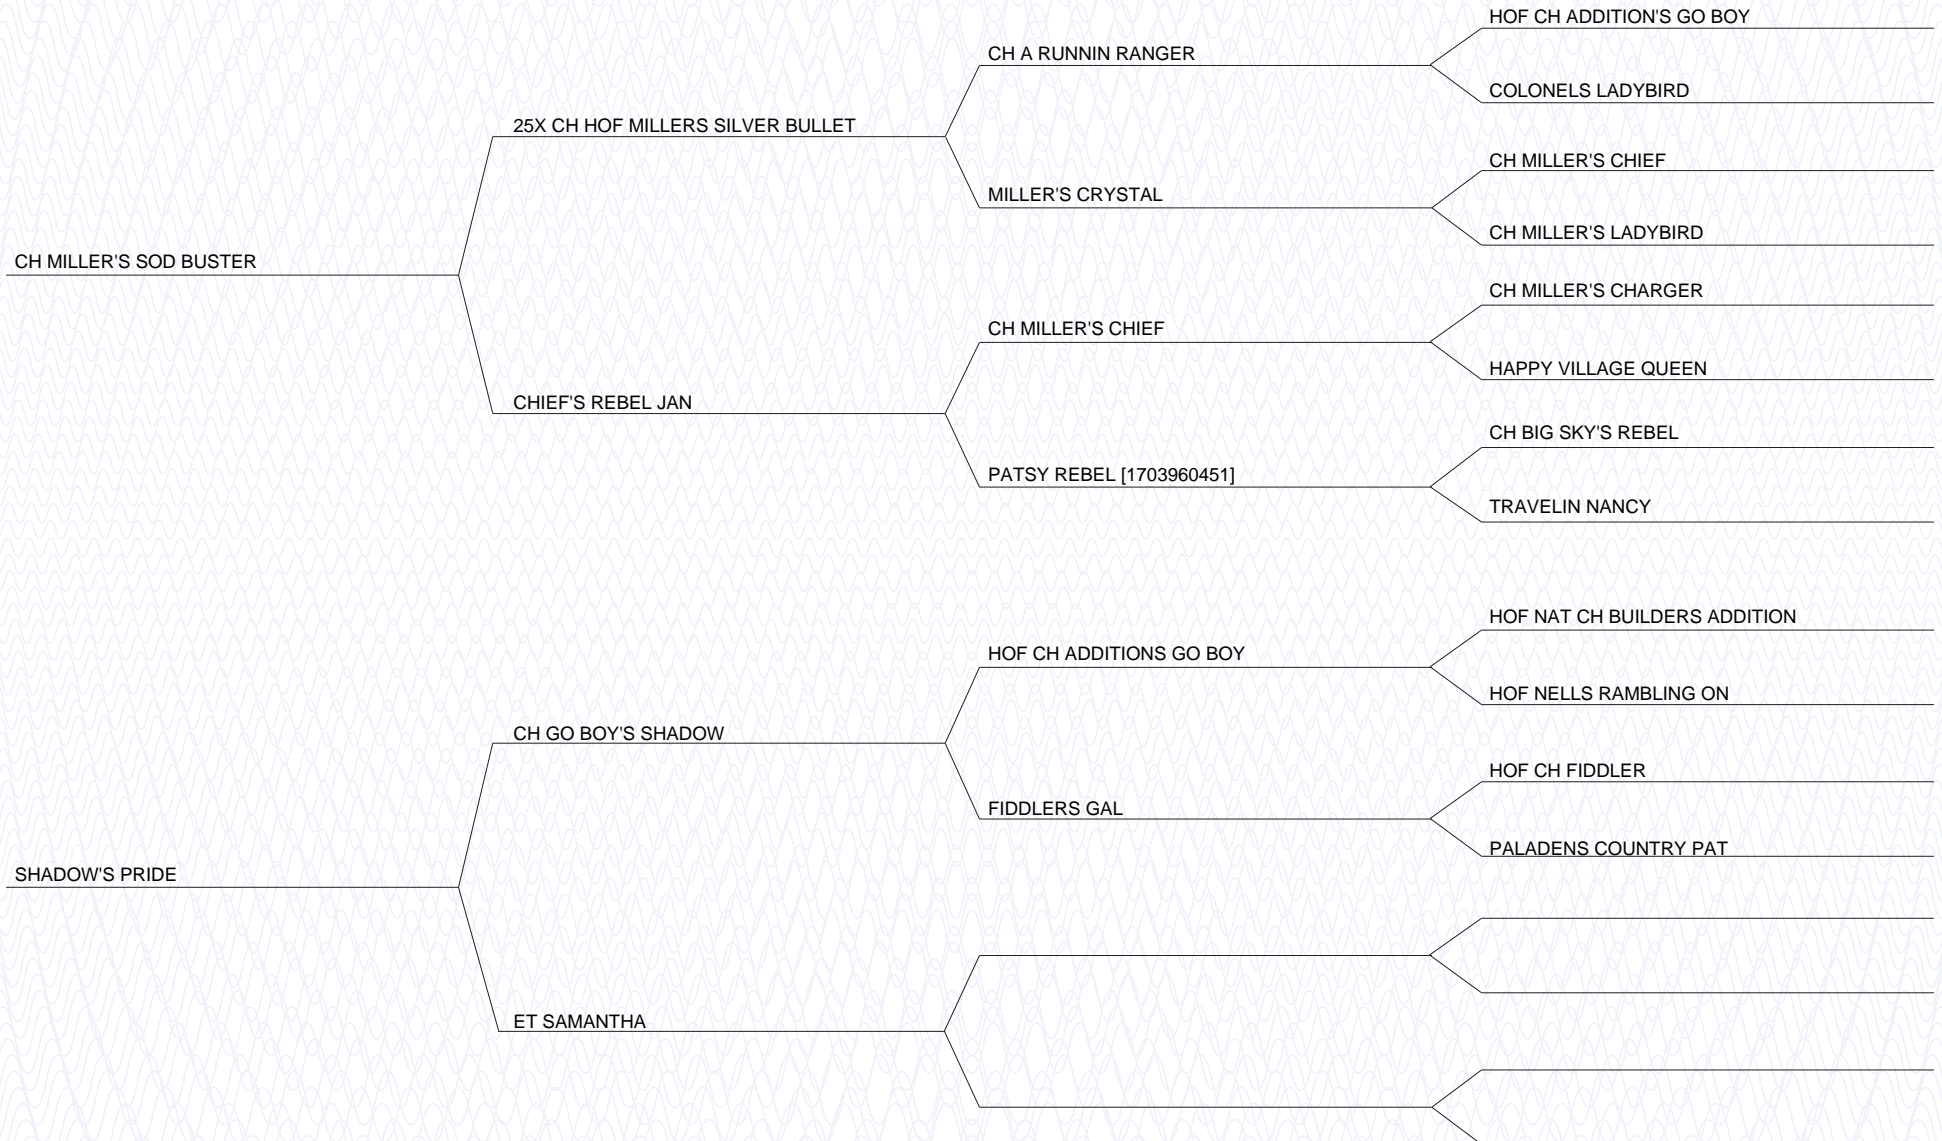 HOF CH ADDITION'S GO BOY
CH A RUNNIN RANGER
COLONELS LADYBIRD
25X CH HOF MILLERS SILVER BULLET
CH MILLER'S CHIEF
MILLER'S CRYSTAL
CH MILLER'S LADYBIRD
CH MILLER'S SOD BUSTER
CH MILLER'S CHARGER
CH MILLER'S CHIEF
HAPPY VILLAGE QUEEN
CHIEF'S REBEL JAN
CH BIG SKY'S REBEL
PATSY REBEL [1703960451]
TRAVELIN NANCY
HOF NAT CH BUILDERS ADDITION
HOF CH ADDITIONS GO BOY
HOF NELLS RAMBLING ON
CH GO BOY'S SHADOW
HOF CH FIDDLER
FIDDLERS GAL
PALADENS COUNTRY PAT
SHADOW'S PRIDE
ET SAMANTHA